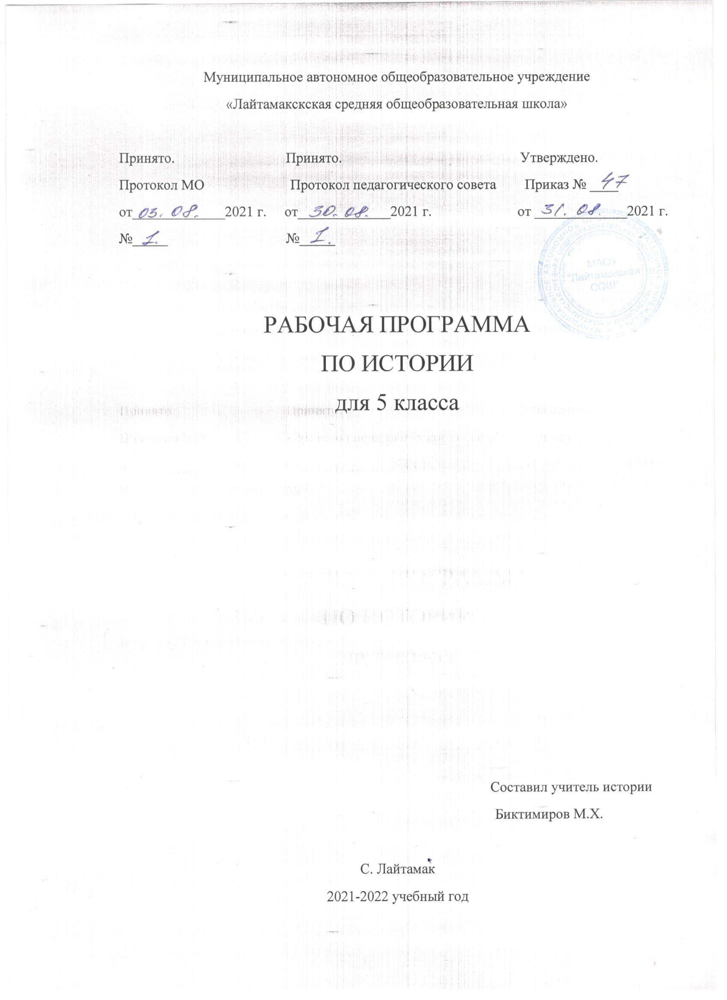 Муниципальное автономное общеобразовательное учреждение
«Лайтамакскская средняя общеобразовательная школа»
Принято. Принято. Утверждено.
Протокол МО Протокол педагогического совета Приказ № 47
от 03. 08. 2021 г. от 30. 08. 2021 г. от 31. 08. 2021 г.
№ 1. № 1.
МАОУ
"Лайтамакская
СОШ"
РАБОЧАЯ ПРОГРАММА
ПО ИСТОРИИ
для 5 класса
Составил учитель истории
Биктимиров М.Х.
С. Лайтамак
2021-2022 учебный год